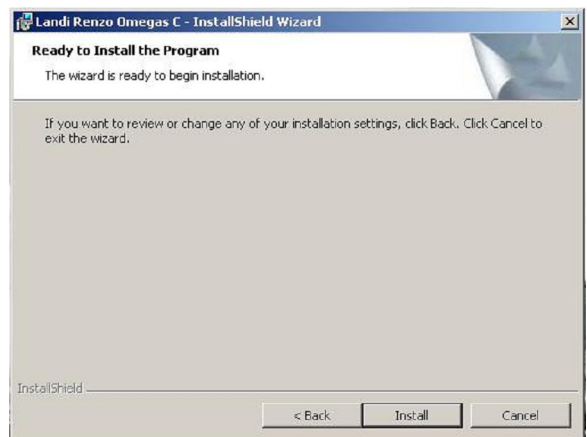 Landi Renzo Omegas C - InstallShield Wizard
Ready to Install the Program
The wizard is ready to begin installation.
If you want to review or change any of your installation settings, click Back. Click Cancel to
exit the wizard.
InstallShield
< Back Install Cancel